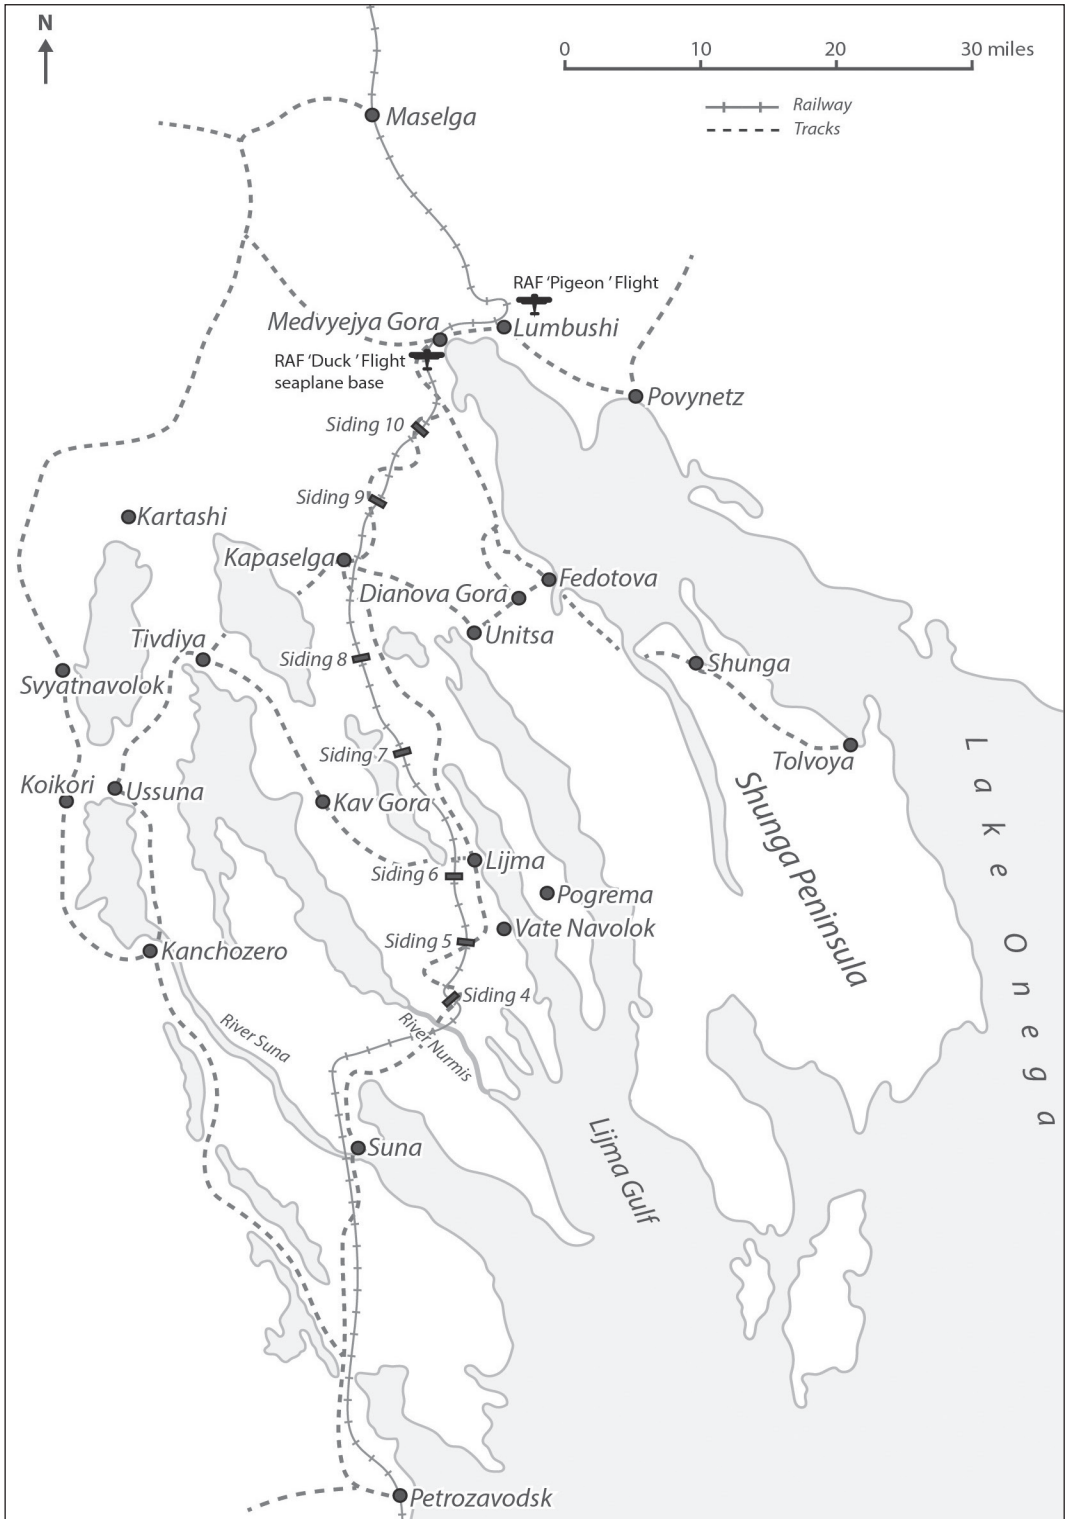 N
0 10 20 30 miles
Railway
Tracks
Maselga
RAF ‘Pigeon ’ Flight
Medvyejya Gora
Lumbushi
RAF ‘Duck ’ Flight
seaplane base
Povynetz
Siding 10
Siding 9
Kartashi
Kapaselga
Fedotova
Dianova Gora
Unitsa
Tivdiya
Siding 8
Shunga
Svyatnavolok
Siding 7
Tolvoya
Koikori
Ussuna
Kav Gora
Shunga Peninsula
Lake Onega
Lijma
Siding 6
Pogrema
Vate Navolok
Siding 5
Kanchozero
Siding 4
River Suna
River Nurmis
Lijma Gulf
Suna
Petrozavodsk